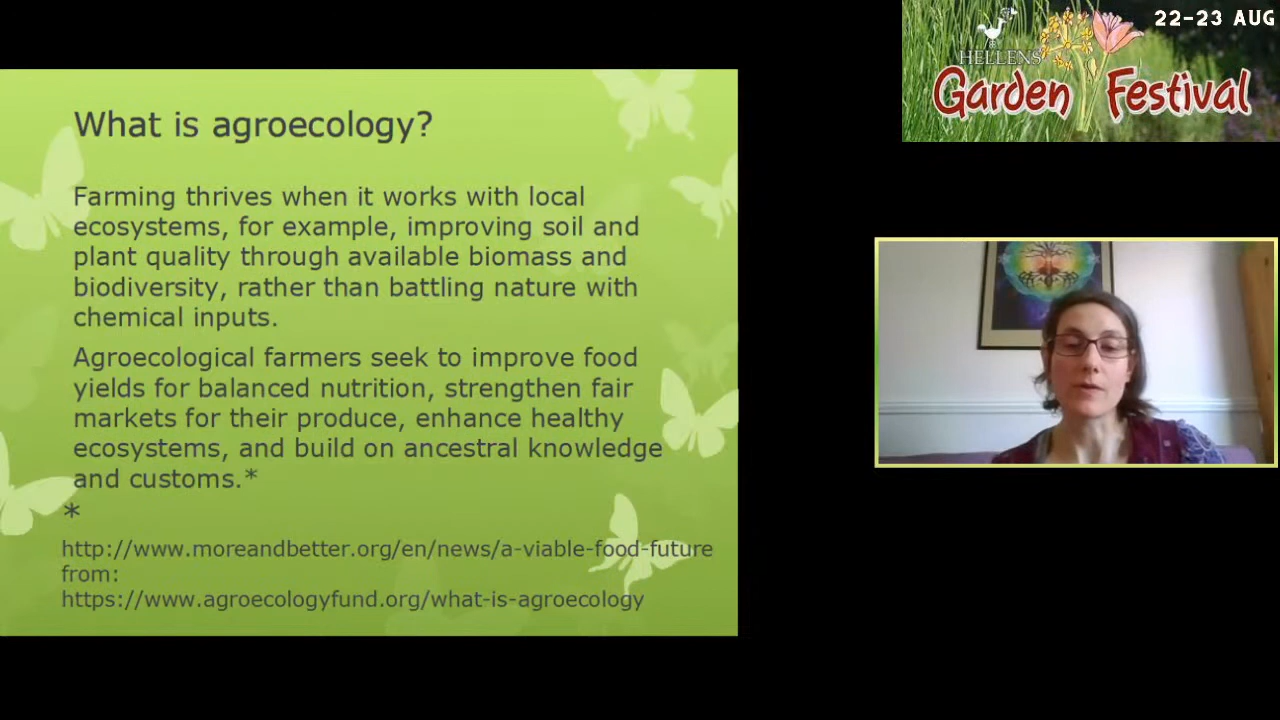 What is agroecology?
Farming thrives when it works with local
ecosystems, for example, improving soil and
plant quality through available biomass and
biodiversity, rather than battling nature with
chemical inputs.
Agroecological farmers seek to improve food
yields for balanced nutrition, strengthen fair
markets for their produce, enhance healthy
ecosystems, and build on ancestral knowledge
and customs.*
*
http://www.moreandbetter.org/en/news/a-viable-food-future
from:
https://www.agroecologyfund.org/what-is-agroecology
22-23 AUG
HELLENS
Garden Festival